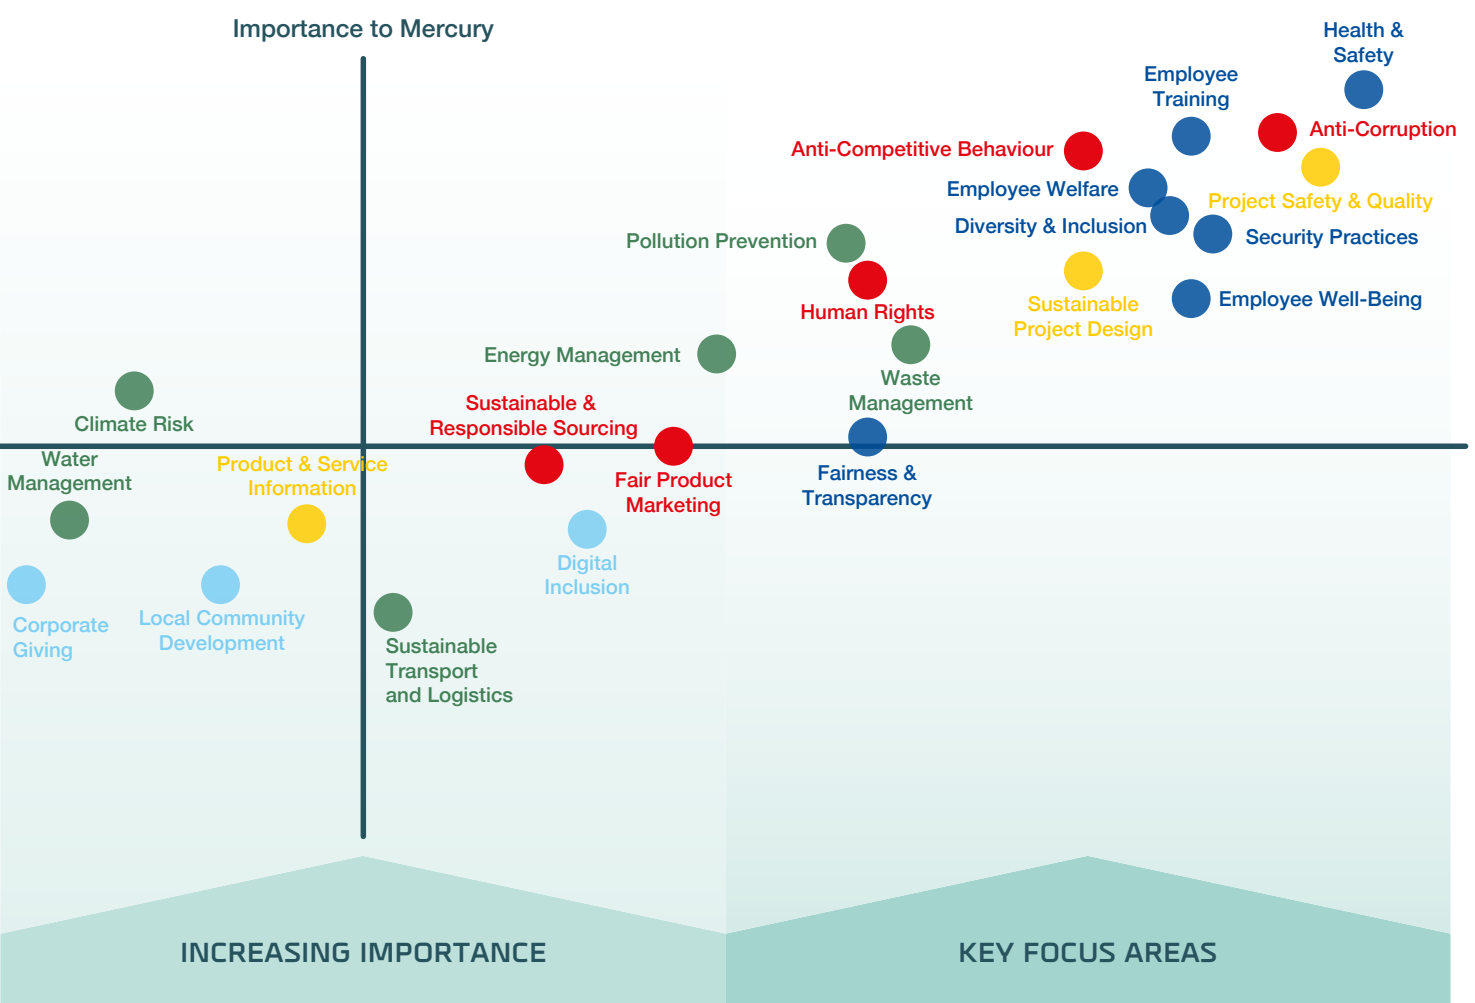 Importance to Mercury
Health &
Safety
Employee
Training
Anti-Corruption
Anti-Competitive Behaviour
Employee Welfare
Project Safety & Quality
Diversity & Inclusion
Security Practices
Pollution Prevention
Human Rights
Sustainable
Project Design
Employee Well-Being
Energy Management
Waste
Management
Climate Risk
Sustainable &
Responsible Sourcing
Water
Management
Product & Service
Information
Fair Product
Marketing
Fairness &
Transparency
Digital
Inclusion
Corporate
Giving
Local Community
Development
Sustainable
Transport
and Logistics
INCREASING IMPORTANCE
KEY FOCUS AREAS